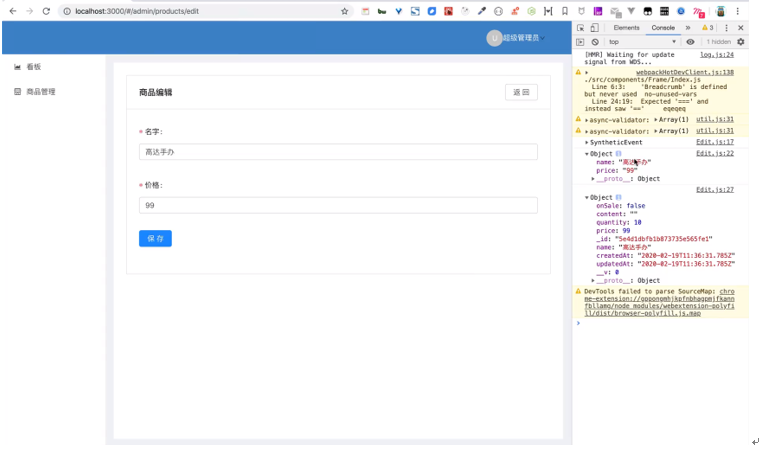 localhost:3000/#/admin/products/edit
U 超级管理员
看板
商品管理
商品编辑
返 回
* 名字:
高达手办
* 价格:
99
保 存
Elements Console » 3
top 1 hidden
[HMR] Waiting for update log.js:24
signal from WDS...
webpackHotDevClient.js:138
./src/components/Frame/Index.js
Line 6:3: 'Breadcrumb' is defined
but never used no-unused-vars
Line 24:19: Expected '===' and
instead saw '==' eqeqeq
async-validator: Array(1) util.js:31
async-validator: Array(1) util.js:31
SyntheticEvent Edit.js:17
Object Edit.js:22
name: "高达手办"
price: "99"
__proto__: Object
Edit.js:27
Object
onSale: false
content: ""
quantity: 10
price: 99
_id: "5e4d1dbfb1b873735e565fe1"
name: "高达手办"
createdAt: "2020-02-19T11:36:31.785Z"
updatedAt: "2020-02-19T11:36:31.785Z"
__v: 0
__proto__: Object
DevTools failed to parse SourceMap: chro
me-extension://gppongmhjkpfnbhagpmjfkann
fbllamg/node_modules/webextension-polyfi
ll/dist/browser-polyfill.js.map